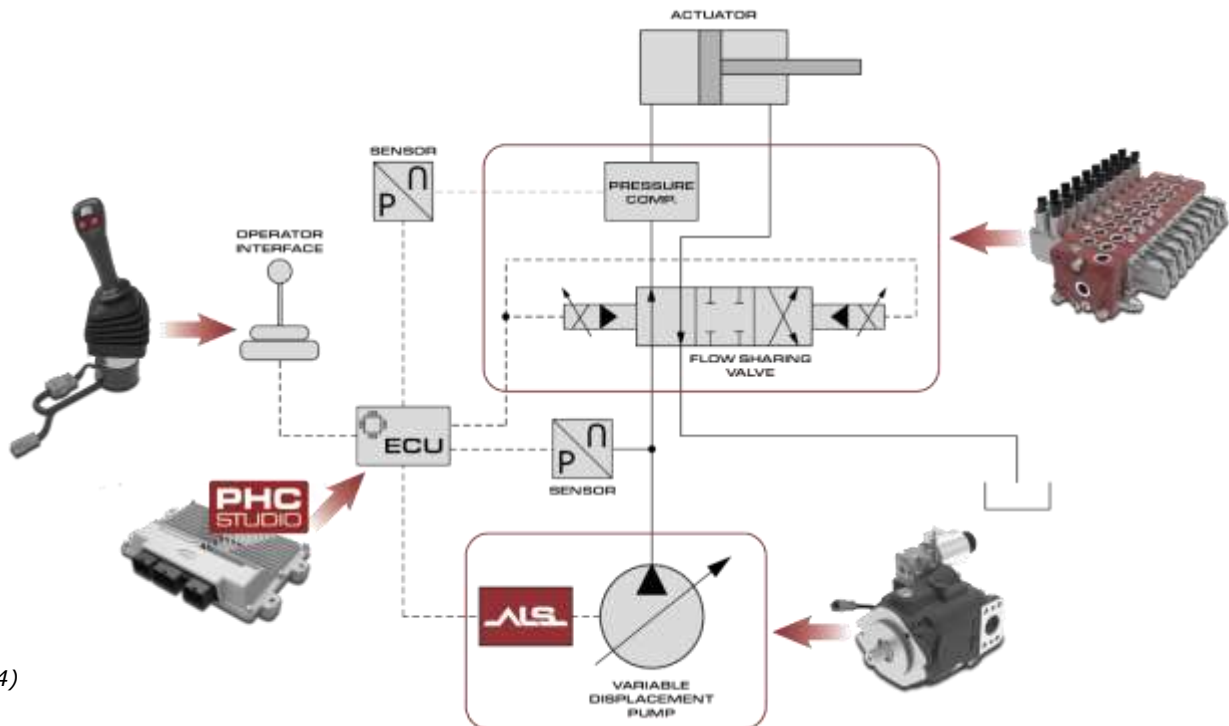 ACTUATOR
SENSOR
P U
PRESSURE
COMP.
OPERATOR
INTERFACE
FLOW SHARING
VALVE
ECU
P U
SENSOR
PHC
STUDIO
ALS
VARIABLE
DISPLACEMENT
PUMP
4)